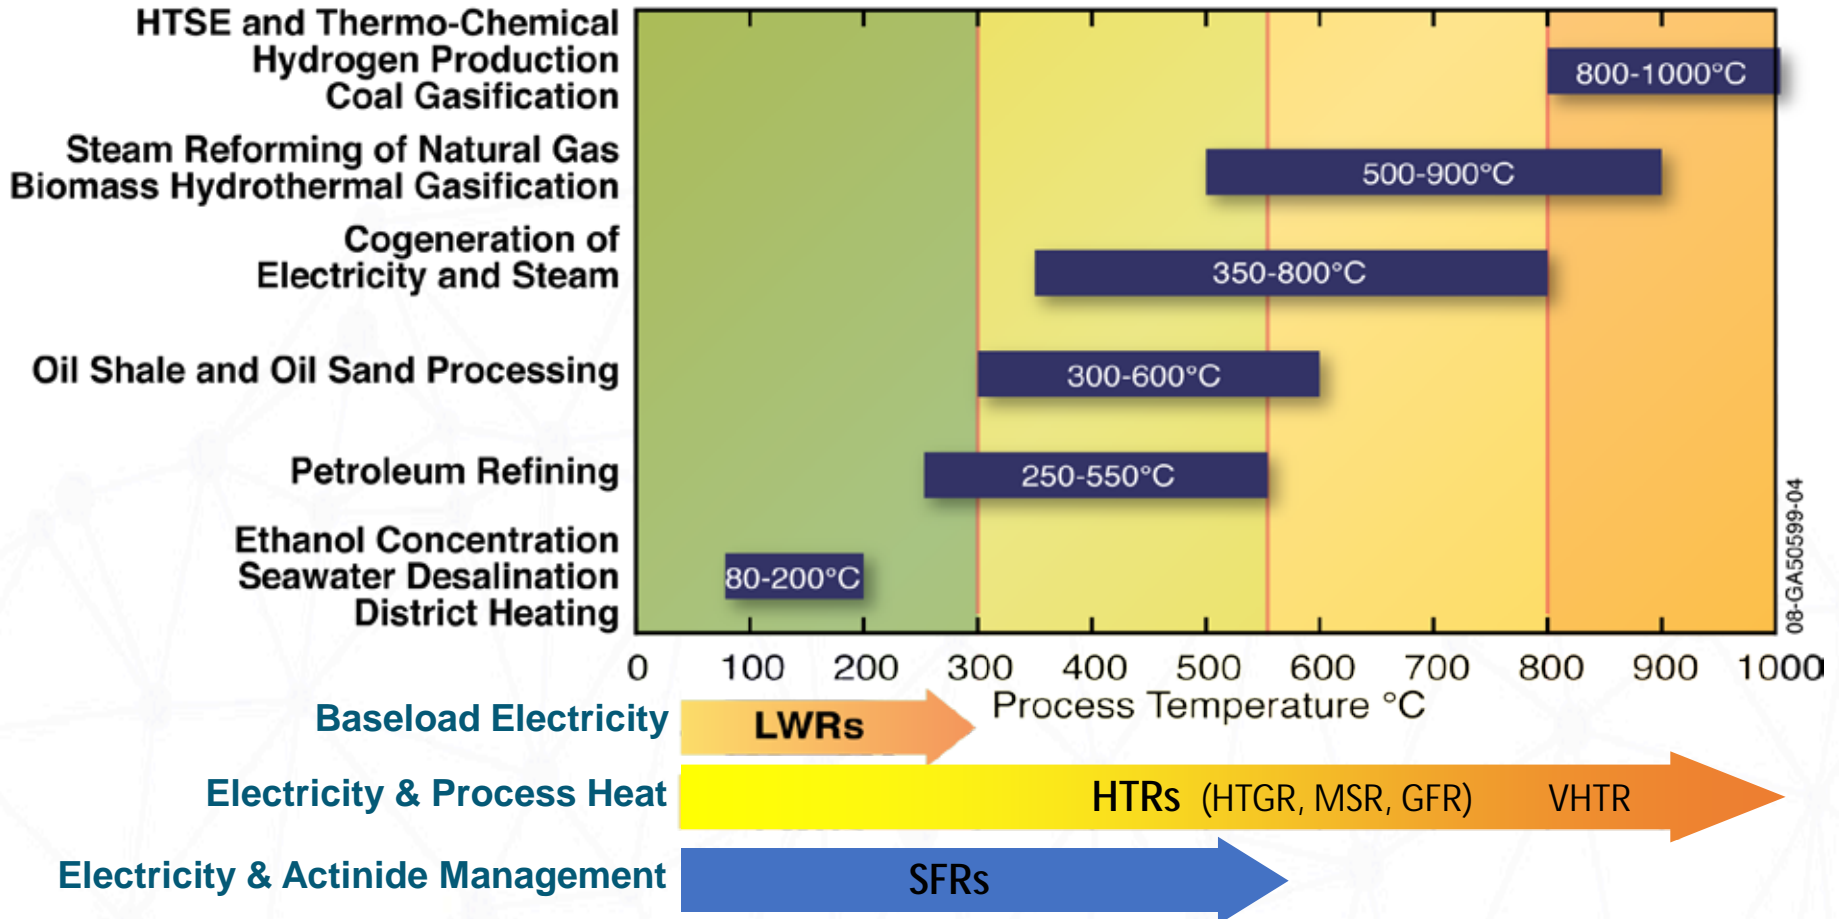 HTSE and Thermo-Chemical
Hydrogen Production
Coal Gasification
800-1000°C
Steam Reforming of Natural Gas
Biomass Hydrothermal Gasification
500-900°C
Cogeneration of
Electricity and Steam
350-800°C
Oil Shale and Oil Sand Processing
300-600°C
Petroleum Refining
250-550°C
Ethanol Concentration
Seawater Desalination
District Heating
80-200°C
08-GA50599-04
0 100 200 300 400 500 600 700 800 900 1000
Process Temperature °C
Baseload Electricity
LWRs
Electricity & Process Heat
HTRs (HTGR, MSR, GFR) VHTR
Electricity & Actinide Management
SFRs